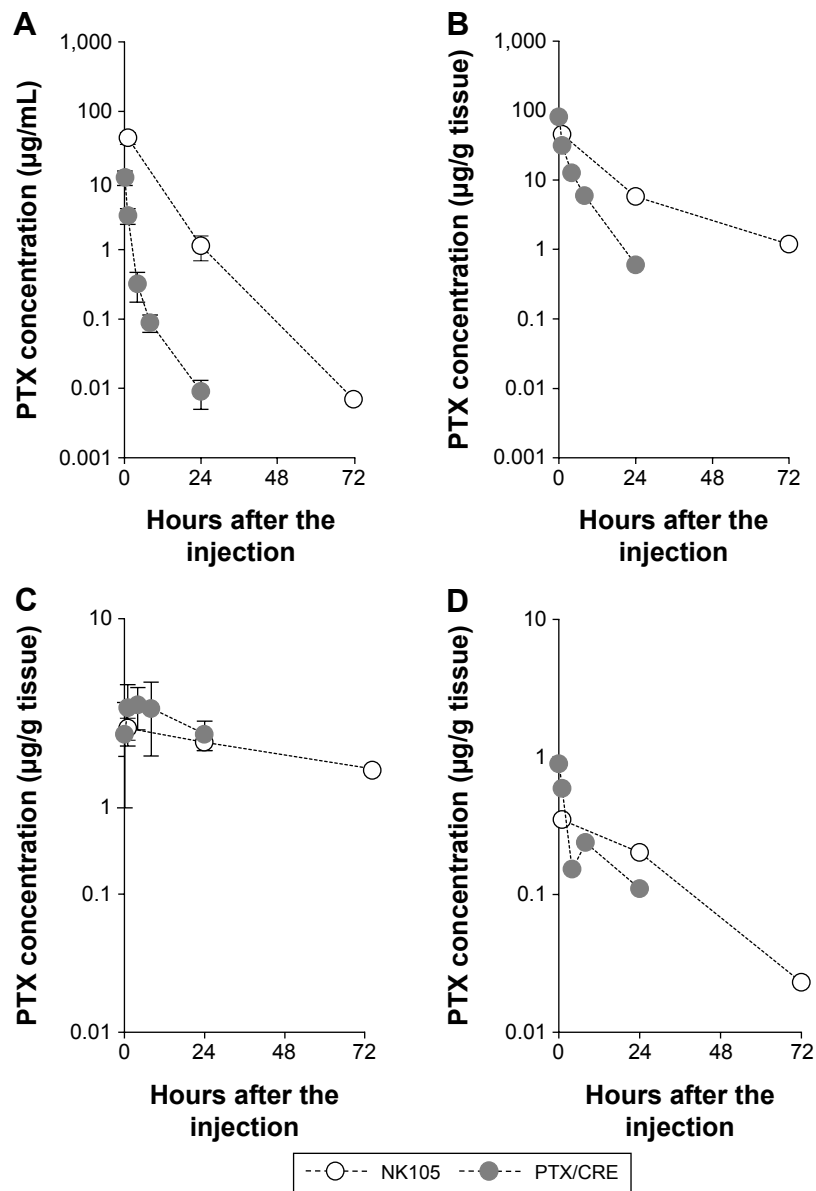 A
PTX concentration (µg/mL)
1,000
100
10
1
0.1
0.01
0.001
0 24 48 72
Hours after the
injection
B
PTX concentration (µg/g tissue)
1,000
100
10
1
0.1
0.01
0.001
0 24 48 72
Hours after the
injection
C
PTX concentration (µg/g tissue)
10
1
0.1
0.01
0 24 48 72
Hours after the
injection
D
PTX concentration (µg/g tissue)
10
1
0.1
0.01
0 24 48 72
Hours after the
injection
NK105 PTX/CRE